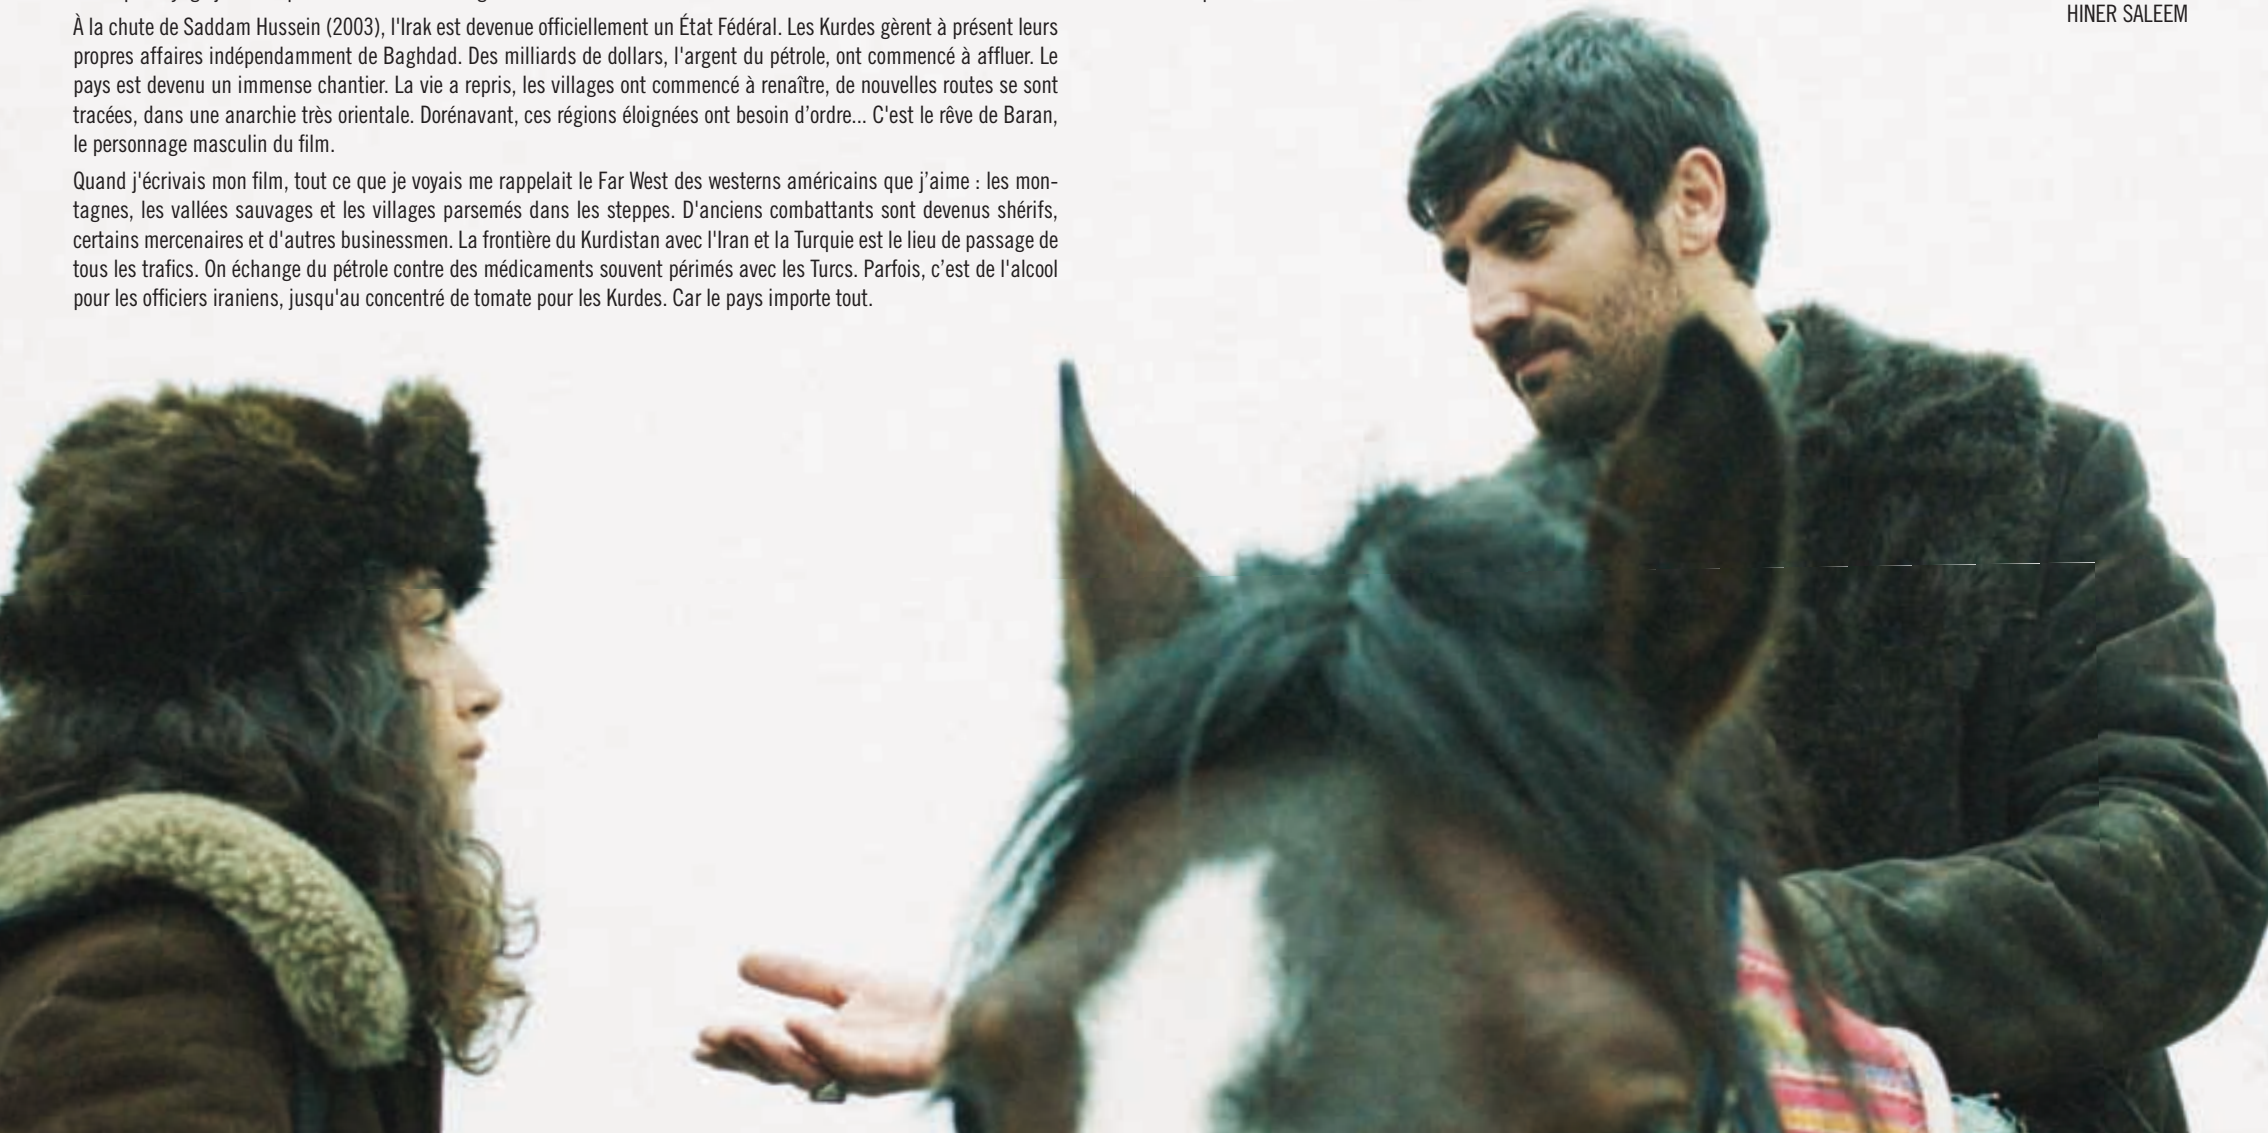 À la chute de Saddam Hussein (2003), l'Irak est devenue officiellement un État Fédéral. Les Kurdes gèrent à présent leurs
propres affaires indépendamment de Baghdad. Des milliards de dollars, l'argent du pétrole, ont commencé à affluer. Le
pays est devenu un immense chantier. La vie a repris, les villages ont commencé à renaître, de nouvelles routes se sont
tracées, dans une anarchie très orientale. Dorénavant, ces régions éloignées ont besoin d’ordre... C'est le rêve de Baran,
le personnage masculin du film.
Quand j'écrivais mon film, tout ce que je voyais me rappelait le Far West des westerns américains que j’aime : les mon-
tagnes, les vallées sauvages et les villages parsemés dans les steppes. D'anciens combattants sont devenus shérifs,
certains mercenaires et d'autres businessmen. La frontière du Kurdistan avec l'Iran et la Turquie est le lieu de passage de
tous les trafics. On échange du pétrole contre des médicaments souvent périmés avec les Turcs. Parfois, c’est de l'alcool
pour les officiers iraniens, jusqu'au concentré de tomate pour les Kurdes. Car le pays importe tout.
HINER SALEEM